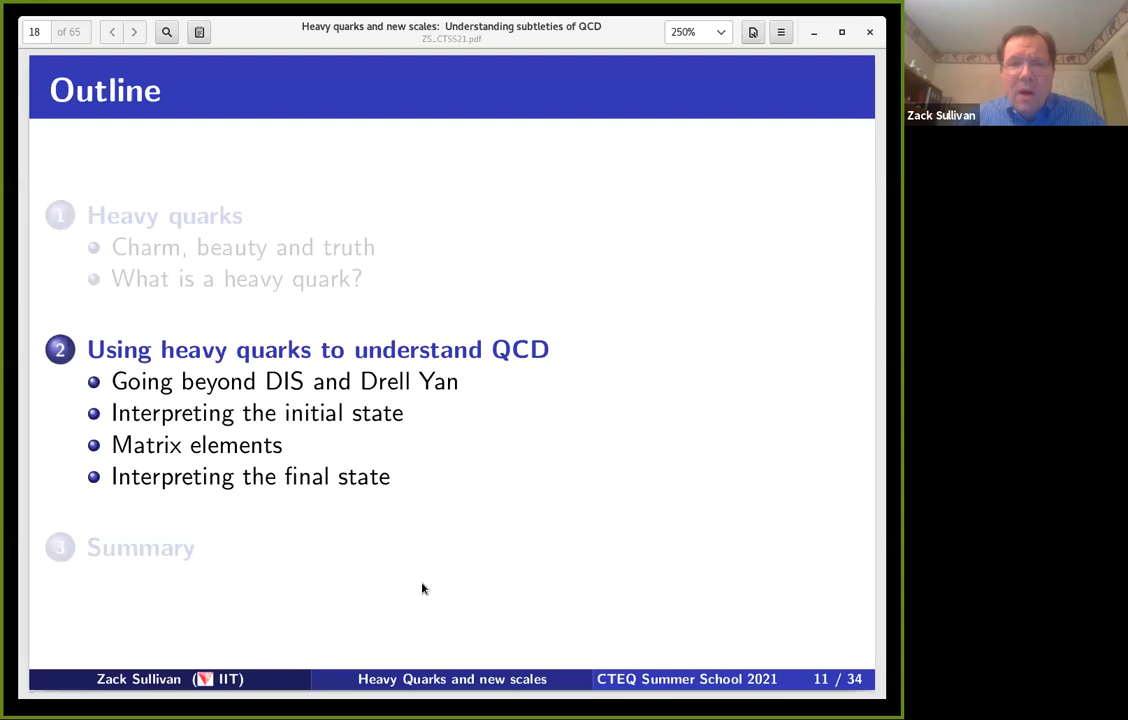 18 of 65
Heavy quarks and new scales: Understanding subtleties of QCD
ZS_CTSS21.pdf
250%
Outline
1 Heavy quarks
Charm, beauty and truth
What is a heavy quark?
2 Using heavy quarks to understand QCD
Going beyond DIS and Drell Yan
Interpreting the initial state
Matrix elements
Interpreting the final state
3 Summary
Zack Sullivan ( IIT) Heavy Quarks and new scales CTEQ Summer School 2021 11 / 34
Zack Sullivan